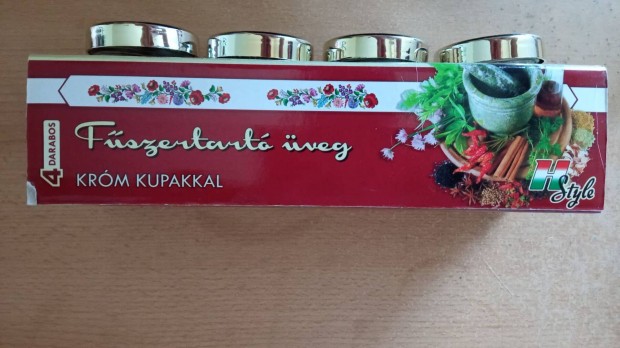 4 DARABOS
Fűszertartó üveg
KRÓM KUPAKKAL
H
Style